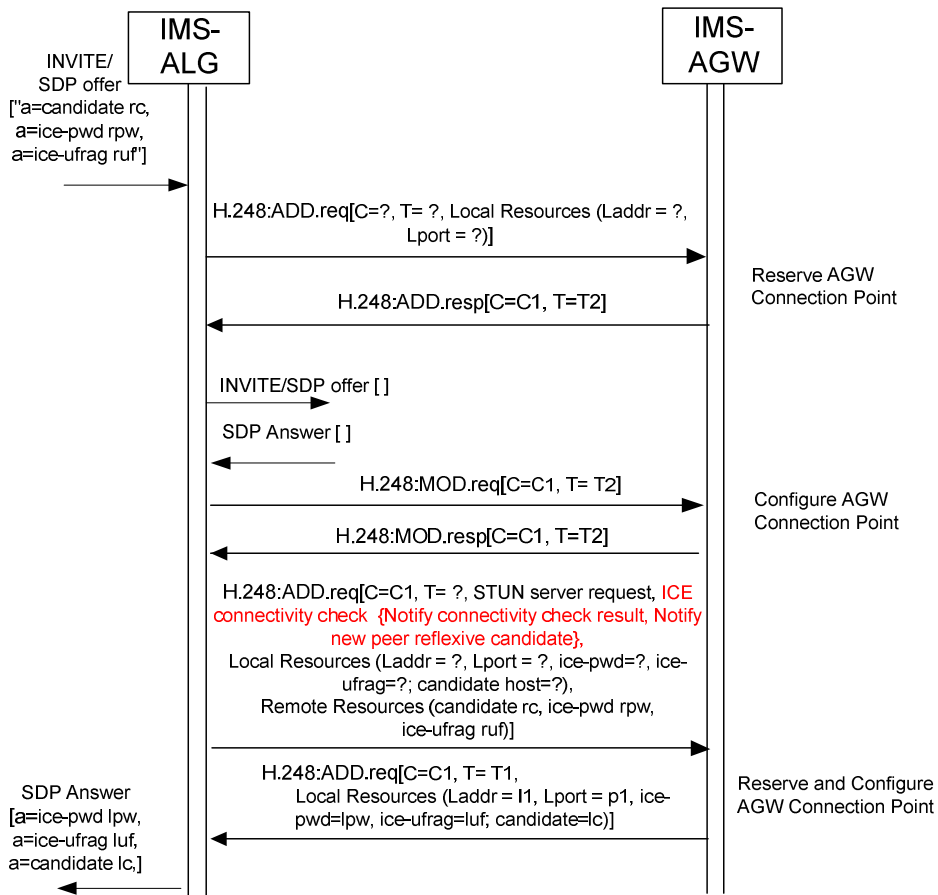 IMS-
ALG
IMS-
AGW
INVITE/
SDP offer
["a=candidate rc,
a=ice-pwd rpw,
a=ice-ufrag ruf"]
H.248:ADD.req[C=?, T= ?, Local Resources (Laddr = ?,
Lport = ?)]
Reserve AGW
Connection Point
H.248:ADD.resp[C=C1, T=T2]
INVITE/SDP offer [ ]
SDP Answer [ ]
H.248:MOD.req[C=C1, T= T2]
Configure AGW
Connection Point
H.248:MOD.resp[C=C1, T=T2]
H.248:ADD.req[C=C1, T= ?, STUN server request, ICE
connectivity check {Notify connectivity check result, Notify
new peer reflexive candidate},
Local Resources (Laddr = ?, Lport = ?, ice-pwd=?, ice-
ufrag=?; candidate host=?),
Remote Resources (candidate rc, ice-pwd rpw,
ice-ufrag ruf)]
H.248:ADD.req[C=C1, T= T1,
Local Resources (Laddr = l1, Lport = p1, ice-
pwd=lpw, ice-ufrag=luf; candidate=lc)]
Reserve and Configure
AGW Connection Point
SDP Answer
[a=ice-pwd lpw,
a=ice-ufrag luf,
a=candidate lc,]